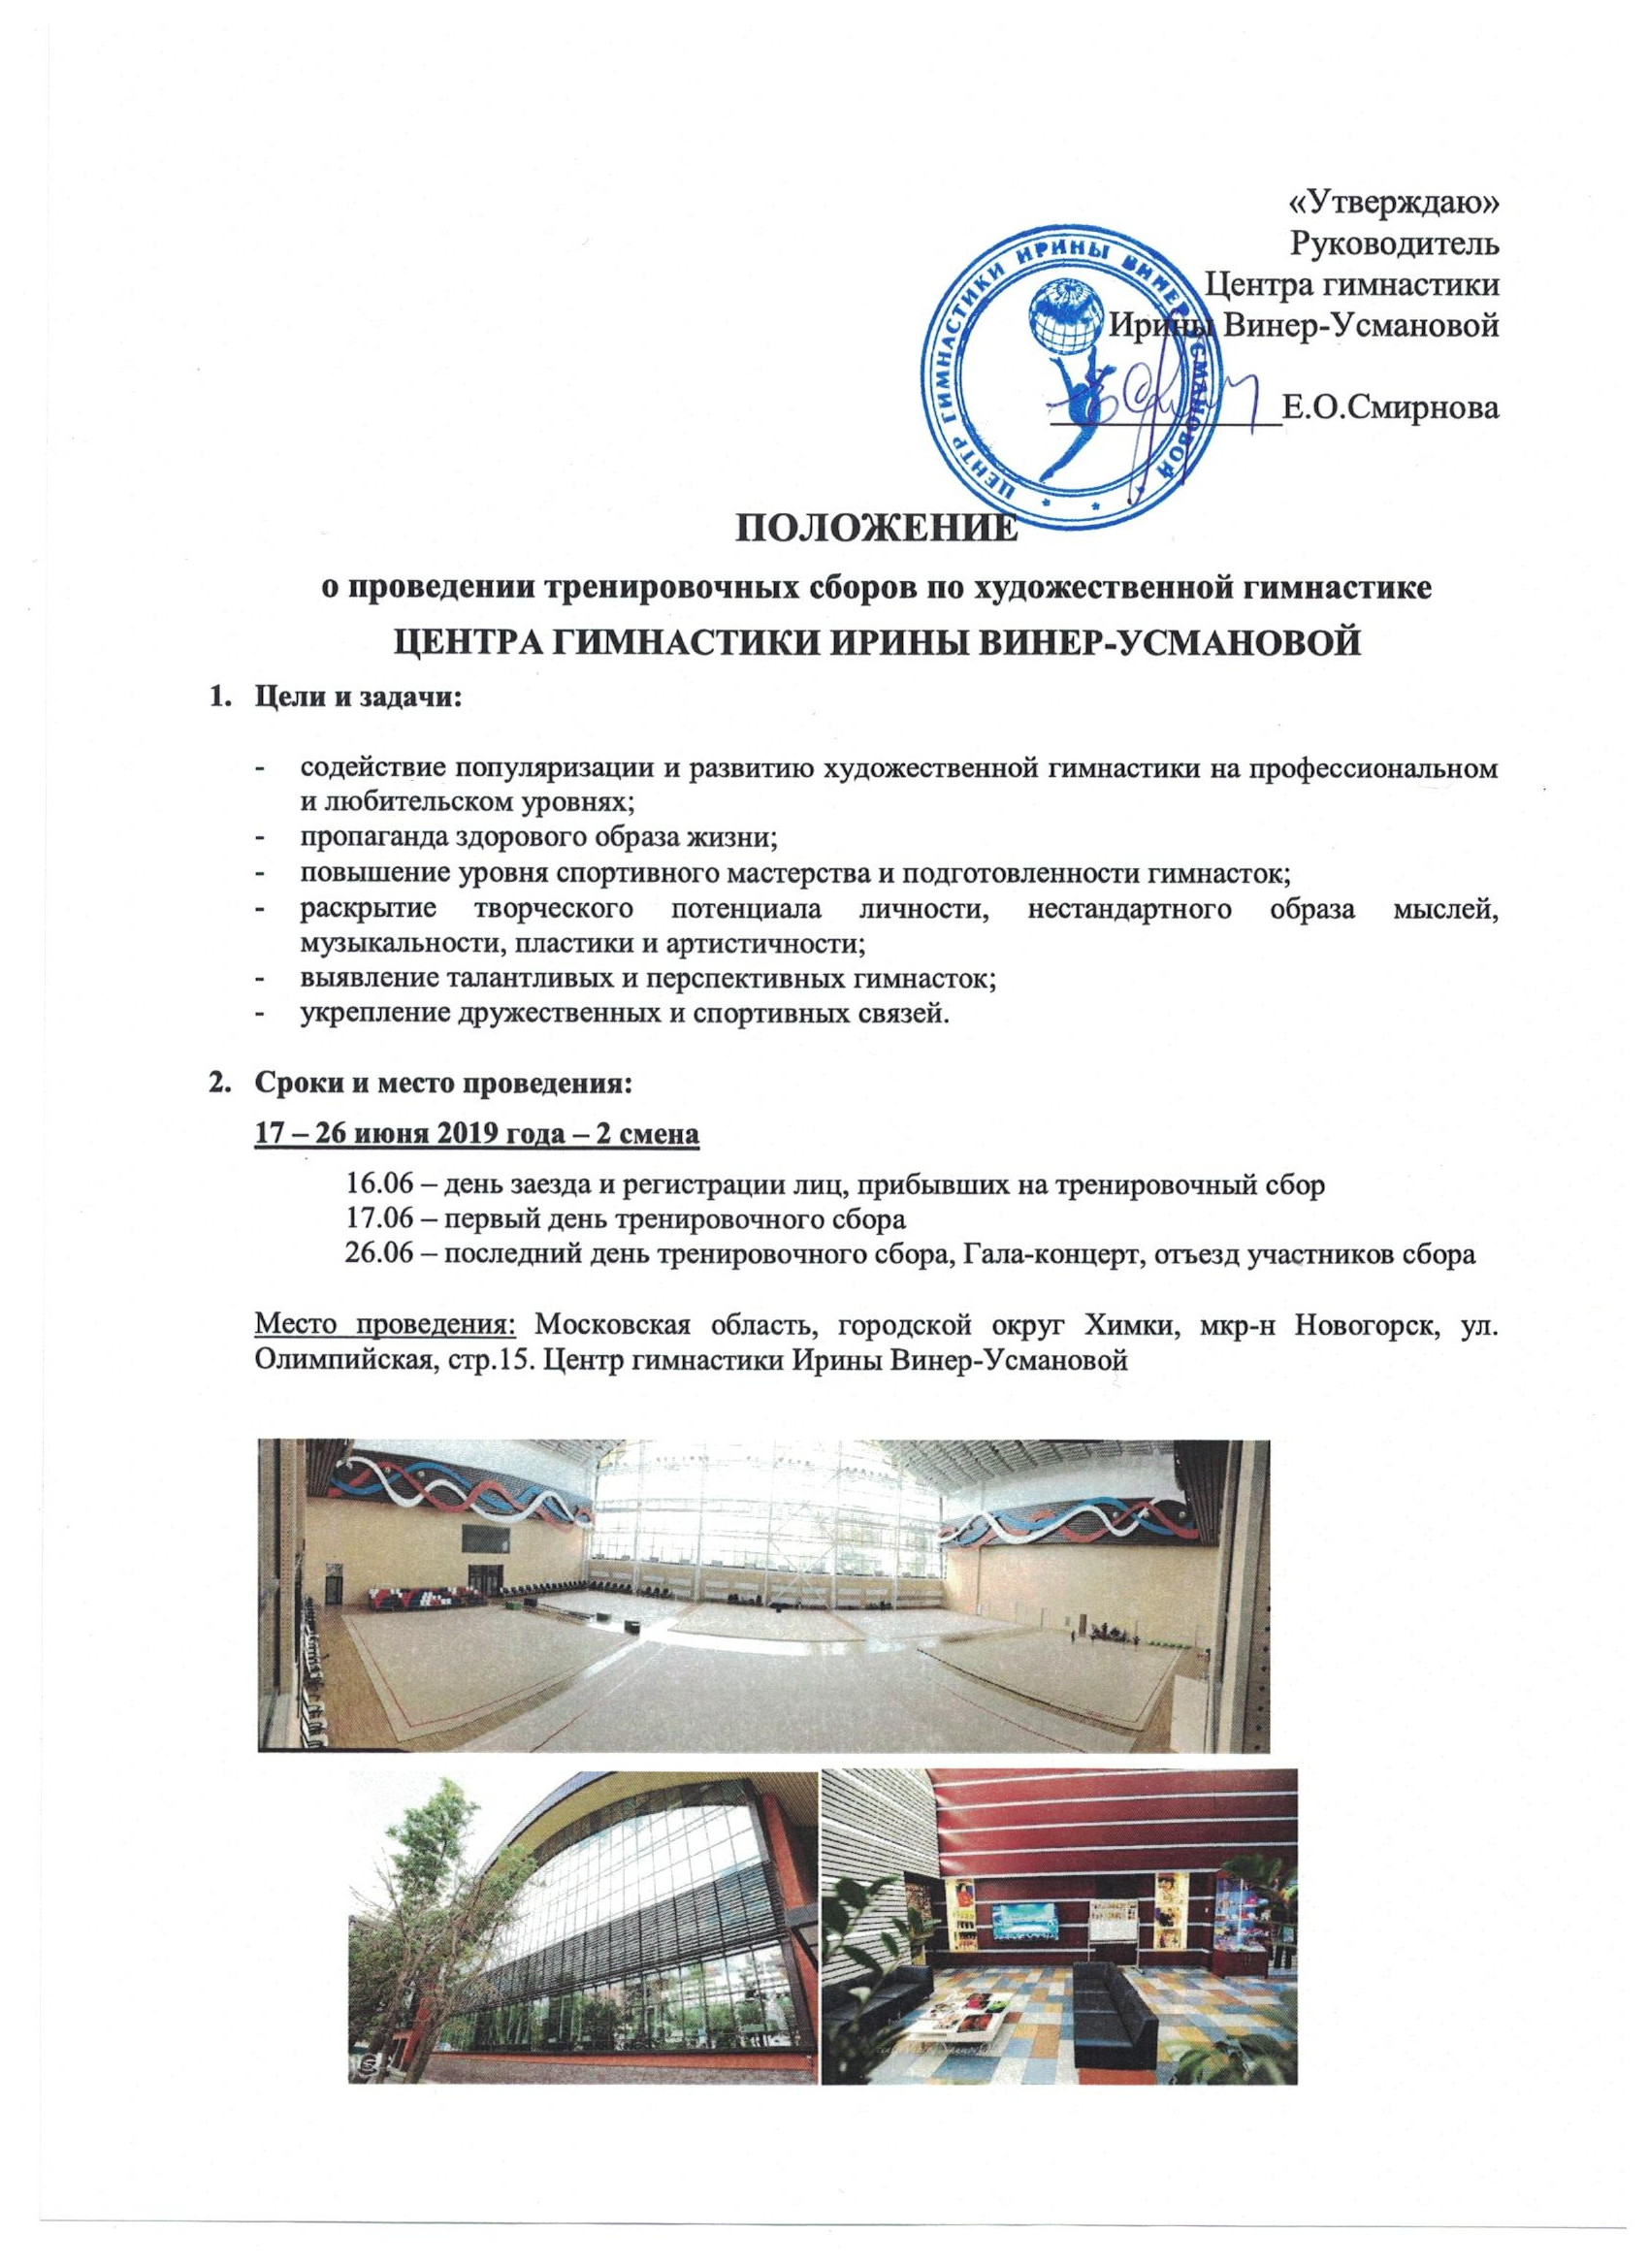 «Утверждаю»
Руководитель
Центра гимнастики
Ирины Винер-Усмановой
Е.О.Смирнова
ЦЕНТР ГИМНАСТИКИ ИРИНЫ ВИНЕР-УСМАНОВОЙ
ПОЛОЖЕНИЕ
о проведении тренировочных сборов по художественной гимнастике
ЦЕНТРА ГИМНАСТИКИ ИРИНЫ ВИНЕР-УСМАНОВОЙ
1. Цели и задачи:
- содействие популяризации и развитию художественной гимнастики на профессиональном
и любительском уровнях;
- пропаганда здорового образа жизни;
- повышение уровня спортивного мастерства и подготовленности гимнасток;
- раскрытие творческого потенциала личности, нестандартного образа мыслей,
музыкальности, пластики и артистичности;
- выявление талантливых и перспективных гимнасток;
- укрепление дружественных и спортивных связей.
2. Сроки и место проведения:
17 – 26 июня 2019 года – 2 смена
16.06 – день заезда и регистрации лиц, прибывших на тренировочный сбор
17.06 – первый день тренировочного сбора
26.06 – последний день тренировочного сбора, Гала-концерт, отъезд участников сбора
Место проведения: Московская область, городской округ Химки, мкр-н Новогорск, ул.
Олимпийская, стр.15. Центр гимнастики Ирины Винер-Усмановой